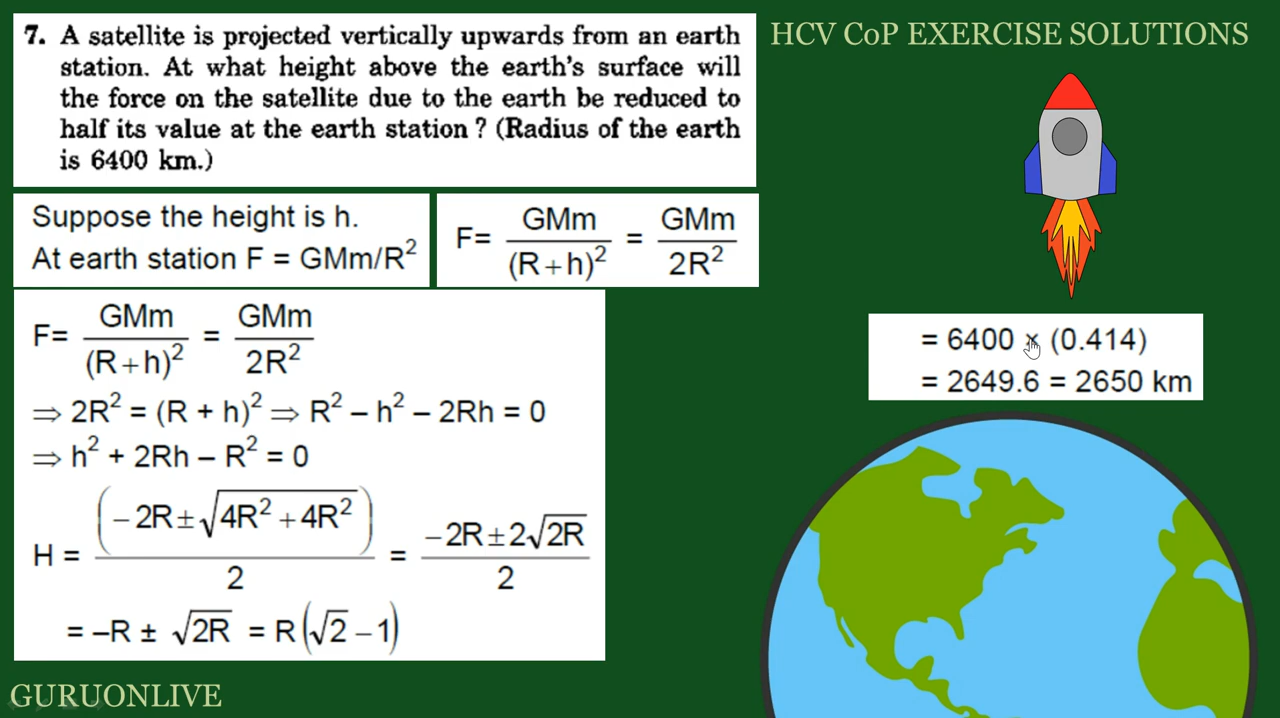 7. A satellite is projected vertically upwards from an earth
station. At what height above the earth's surface will
the force on the satellite due to the earth be reduced to
half its value at the earth station ? (Radius of the earth
is 6400 km.)
HCV CoP EXERCISE SOLUTIONS
Suppose the height is h.
At earth station F = GMm/R²
F= GMm/(R+h)² = GMm/2R²
F= GMm/(R+h)² = GMm/2R²
⇒ 2R² = (R + h)² ⇒ R² – h² – 2Rh = 0
⇒ h² + 2Rh – R² = 0
H = (–2R±√(4R² +4R²))/2 = (–2R±2√(2R))/2
= –R ± √(2R) = R(√2 –1)
= 6400 × (0.414)
= 2649.6 = 2650 km
GURUONLIVE